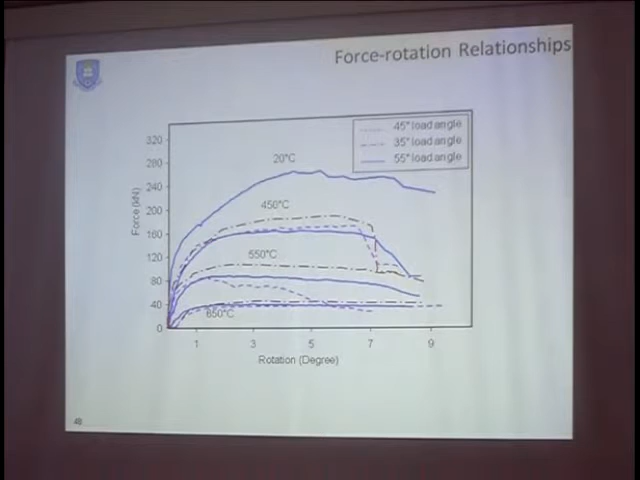 Force-rotation Relationships
45° load angle
35° load angle
55° load angle
320
280
240
200
160
120
80
40
0
Force (kN)
20°C
450°C
550°C
650°C
1
3
5
7
9
Rotation (Degree)
48